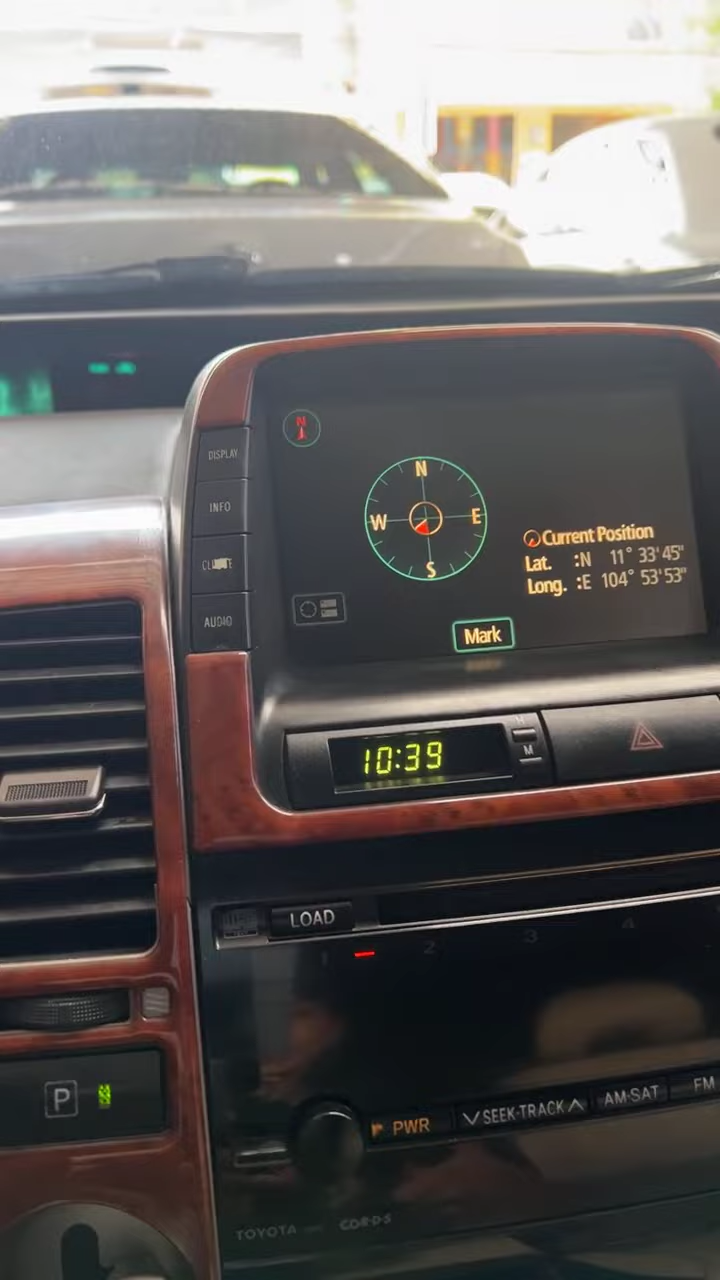 N
DISPLAY
INFO
AUDIO
N
W E
S
Current Position
Lat. :N 11° 33'45"
Long. :E 104° 53'53"
Mark
10:39
H
M
LOAD
1 2 3 4
P
PWR
SEEK·TRACK
AM·SAT
FM
TOYOTA